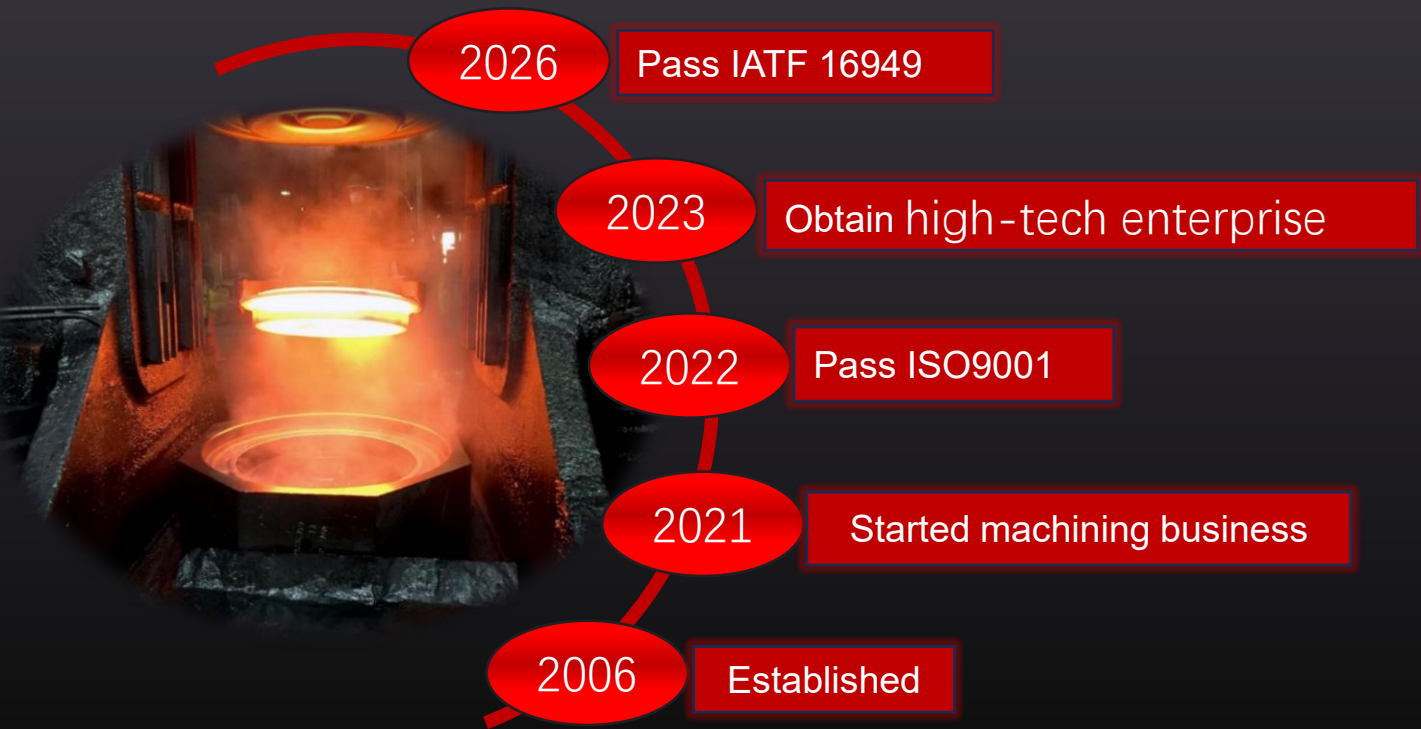 2026
Pass IATF 16949
2023
Obtain high-tech enterprise
2022
Pass ISO9001
2021
Started machining business
2006
Established